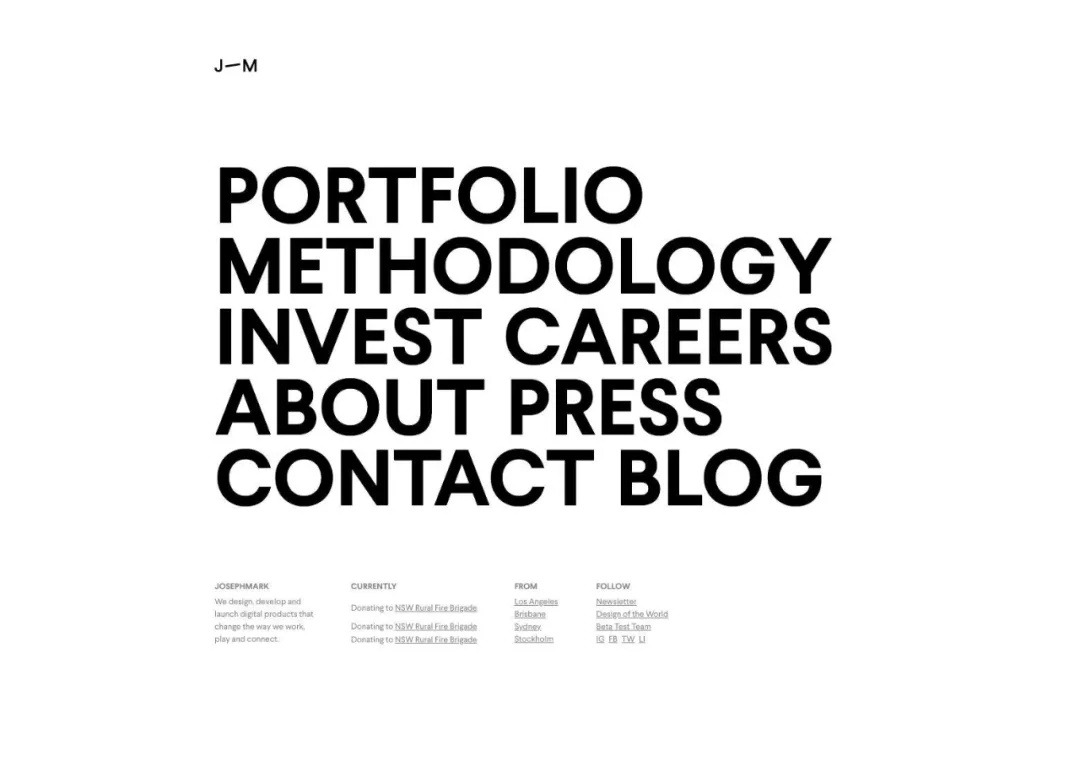 J—M
PORTFOLIO
METHODOLOGY
INVEST CAREERS
ABOUT PRESS
CONTACT BLOG
JOSEPHMARK
We design, develop and
launch digital products that
change the way we work,
play and connect.
CURRENTLY
Donating to NSW Rural Fire Brigade
Donating to NSW Rural Fire Brigade
Donating to NSW Rural Fire Brigade
FROM
Los Angeles
Brisbane
Sydney
Stockholm
FOLLOW
Newsletter
Design of the World
Beta Test Team
IG FB TW LI